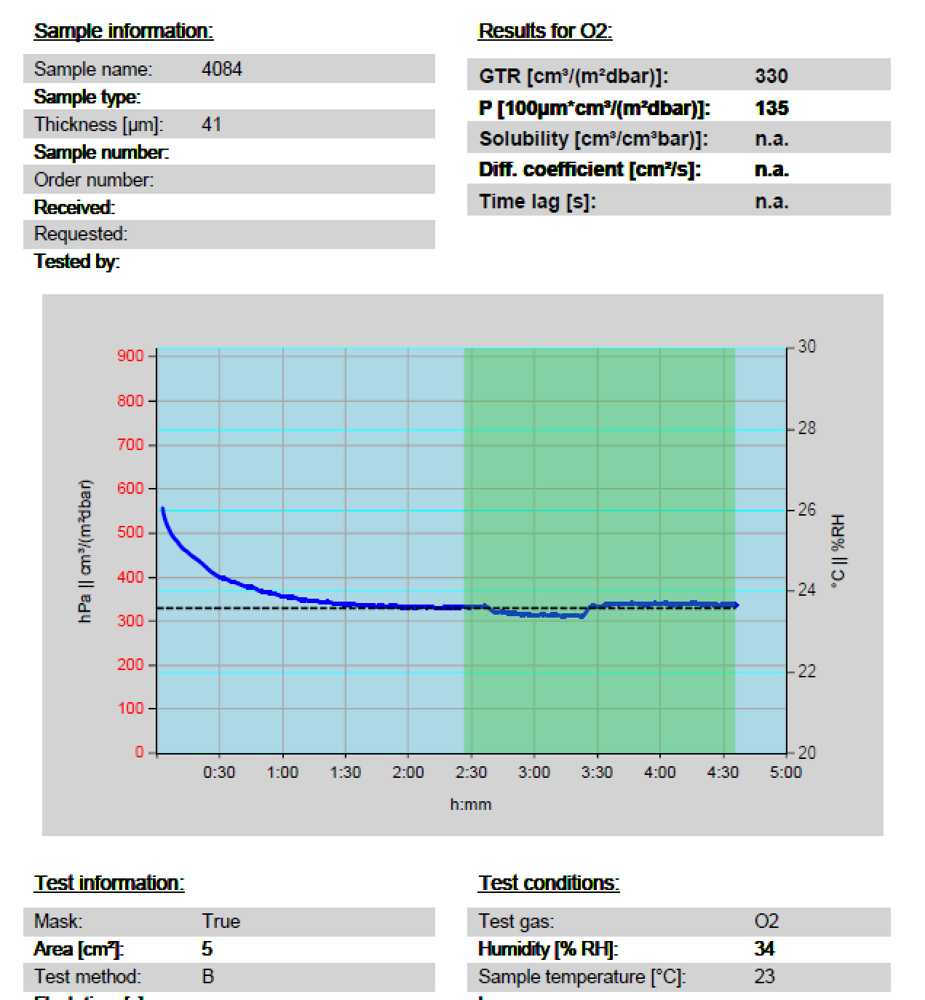 Sample information:
Sample name: 4084
Sample type:
Thickness [µm]: 41
Sample number:
Order number:
Received:
Requested:
Tested by:
Results for O2:
GTR [cm³/(m²dbar)]: 330
P [100µm*cm³/(m²dbar)]: 135
Solubility [cm³/cm³bar)]: n.a.
Diff. coefficient [cm²/s]: n.a.
Time lag [s]: n.a.
hPa || cm³/(m²dbar)
900
800
700
600
500
400
300
200
100
0
30
28
26
24
22
20
°C || %RH
0:30 1:00 1:30 2:00 2:30 3:00 3:30 4:00 4:30 5:00
h:mm
Test information:
Mask: True
Area [cm²]: 5
Test method: B
Test conditions:
Test gas: O2
Humidity [% RH]: 34
Sample temperature [°C]: 23